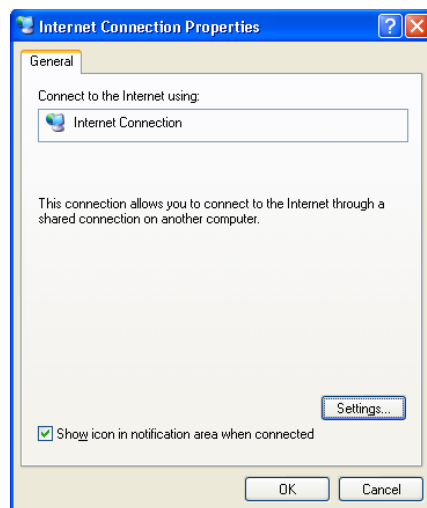 Internet Connection Properties
General
Connect to the Internet using:
Internet Connection
This connection allows you to connect to the Internet through a
shared connection on another computer.
Settings...
Show icon in notification area when connected
OK Cancel